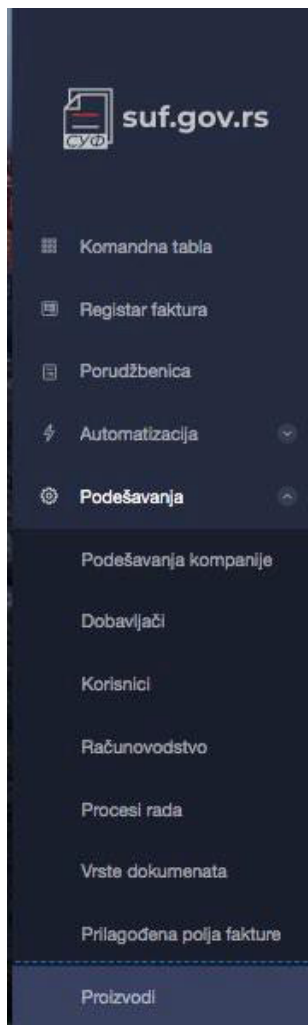 СУФ
suf.gov.rs
Komandna tabla
Registar faktura
Porudžbenica
Automatizacija
Podešavanja
Podešavanja kompanije
Dobavljači
Korisnici
Računovodstvo
Procesi rada
Vrste dokumenata
Prilagođena polja fakture
Proizvodi